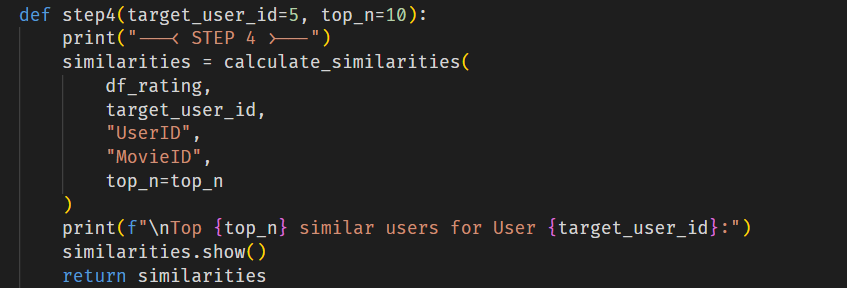 def step4(target_user_id=5, top_n=10):
    print("---< STEP 4 >---")
    similarities = calculate_similarities(
        df_rating,
        target_user_id,
        "UserID",
        "MovieID",
        top_n=top_n
    )
    print(f"\nTop {top_n} similar users for User {target_user_id}:")
    similarities.show()
    return similarities